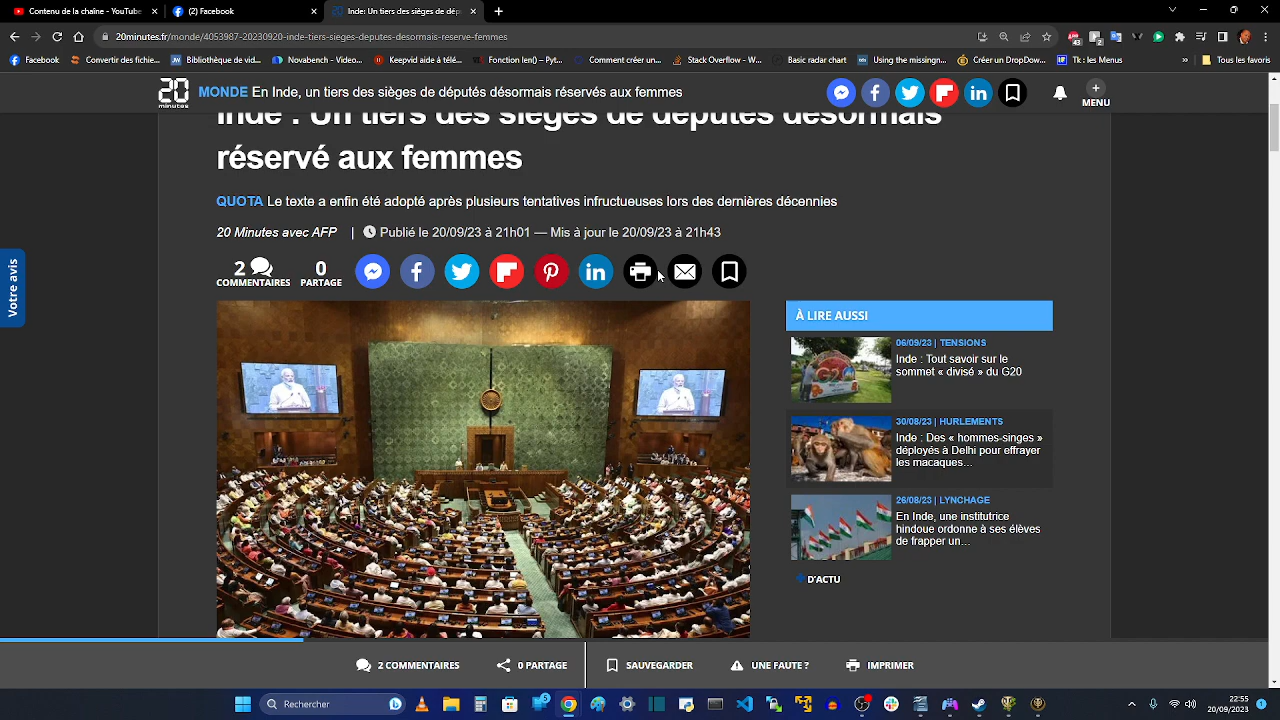 Contenu de la chaîne - YouTube
(2) Facebook
Inde Un tiers des sièges de dép
20minutes.fr/monde/4053987-20230920-inde-tiers-sieges-deputes-desormais-reserve-femmes
Facebook
Convertir des fichie...
Bibliothèque de vid...
Novabench - Video...
Keepvid aide à télé...
Fonction len() – Pyt...
Comment créer un...
Stack Overflow - W...
Basic radar chart
Using the missingn...
Créer un DropDow...
Tk : les Menus
»
Tous les favoris
20 minutes
MONDE En Inde, un tiers des sièges de députés désormais réservés aux femmes
MENU
Inde : Un tiers des sièges de députés désormais
réservé aux femmes
QUOTA Le texte a enfin été adopté après plusieurs tentatives infructueuses lors des dernières décennies
20 Minutes avec AFP | Publié le 20/09/23 à 21h01 — Mis à jour le 20/09/23 à 21h43
2 COMMENTAIRES
0 PARTAGE
Votre avis
À LIRE AUSSI
06/09/23 | TENSIONS
Inde : Tout savoir sur le
sommet « divisé » du G20
30/08/23 | HURLEMENTS
Inde : Des « hommes-singes »
déployés à Delhi pour effrayer
les macaques...
26/08/23 | LYNCHAGE
En Inde, une institutrice
hindoue ordonne à ses élèves
de frapper un...
+ D'ACTU
2 COMMENTAIRES
0 PARTAGE
SAUVEGARDER
UNE FAUTE ?
IMPRIMER
Rechercher
22:55
20/09/2023